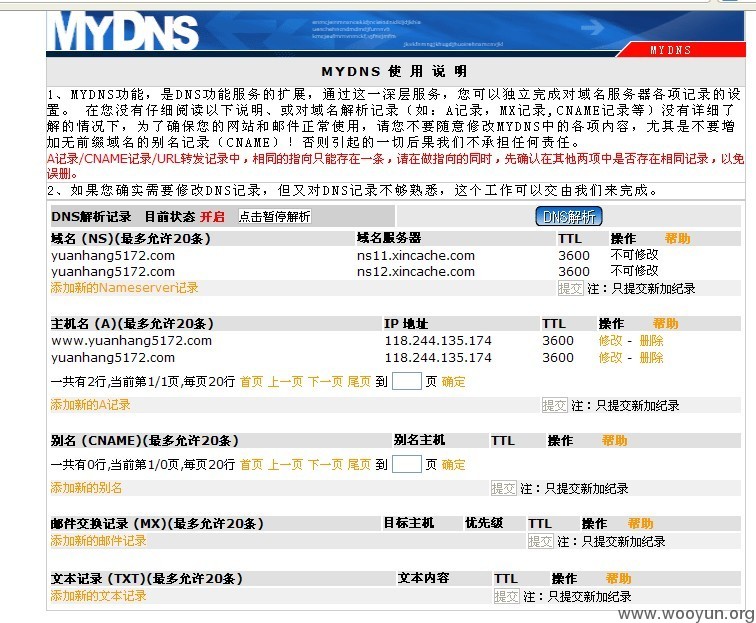 MYDNS
MYDNS
MYDNS 使 用 说 明
1、MYDNS功能，是DNS功能服务的扩展，通过这一深层服务，您可以独立完成对域名服务器各项记录的设
置。 在您没有仔细阅读以下说明、或对域名解析记录（如：A记录，MX记录,CNAME记录等）没有详细了
解的情况下，为了确保您的网站和邮件正常使用，请您不要随意修改MYDNS中的各项内容，尤其是不要增
加无前缀域名的别名记录（CNAME）！否则引起的一切后果我们不承担任何责任。
A记录/CNAME记录/URL转发记录中，相同的指向只能存在一条，请在做指向的同时，先确认在其他两项中是否存在相同记录，以免
误删。
2、如果您确实需要修改DNS记录，但又对DNS记录不够熟悉，这个工作可以交由我们来完成。
DNS解析记录 目前状态 开启 点击暂停解析 DNS解析
域名 (NS)(最多允许20条) 域名服务器 TTL 操作 帮助
yuanhang5172.com ns11.xincache.com 3600 不可修改
yuanhang5172.com ns12.xincache.com 3600 不可修改
添加新的Nameserver记录 提交 注：只提交新加纪录
主机名 (A)(最多允许20条) IP 地址 TTL 操作 帮助
www.yuanhang5172.com 118.244.135.174 3600 修改 - 删除
yuanhang5172.com 118.244.135.174 3600 修改 - 删除
一共有2行,当前第1/1页,每页20行 首页 上一页 下一页 尾页 到 页 确定
添加新的A记录 提交 注：只提交新加纪录
别名 (CNAME)(最多允许20条) 别名主机 TTL 操作 帮助
一共有0行,当前第1/0页,每页20行 首页 上一页 下一页 尾页 到 页 确定
添加新的别名 提交 注：只提交新加纪录
邮件交换记录 (MX)(最多允许20条) 目标主机 优先级 TTL 操作 帮助
添加新的邮件记录 提交 注：只提交新加纪录
文本记录 (TXT)(最多允许20条) 文本内容 TTL 操作 帮助
添加新的文本记录 提交 注：只提交新加纪录
www.wooyun.org